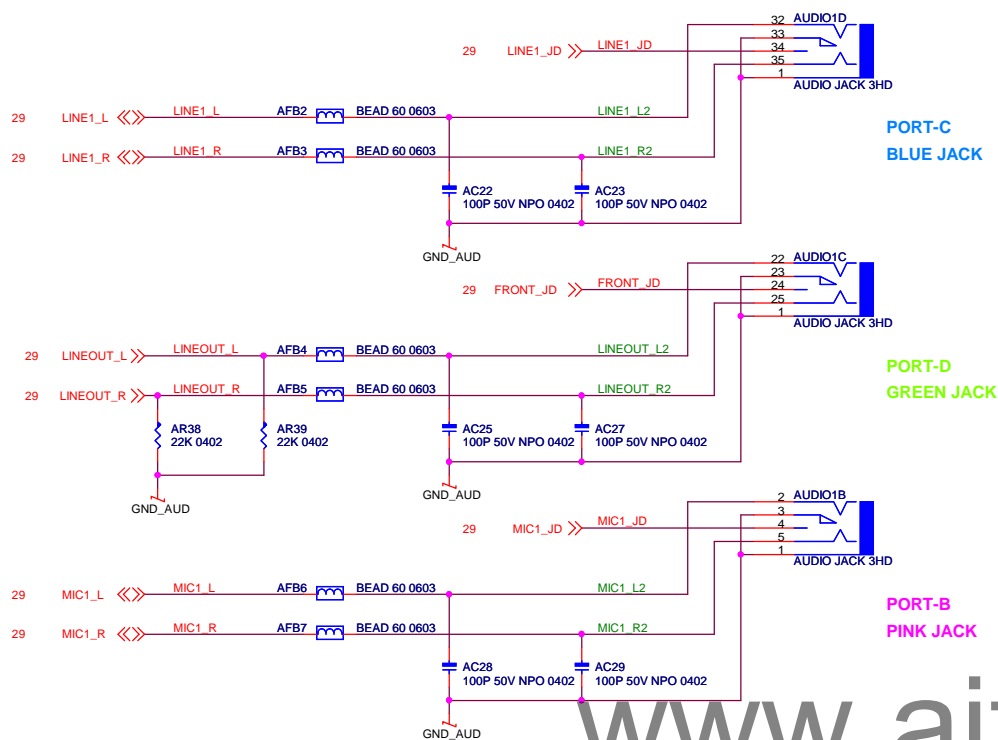 32 AUDIO1D
33
29 LINE1_JD LINE1_JD 34
35
1
AUDIO JACK 3HD
29 LINE1_L LINE1_L AFB2 BEAD 60 0603 LINE1_L2
PORT-C
29 LINE1_R LINE1_R AFB3 BEAD 60 0603 LINE1_R2
BLUE JACK
AC22 AC23
100P 50V NPO 0402 100P 50V NPO 0402
GND_AUD
22 AUDIO1C
23
29 FRONT_JD FRONT_JD 24
25
1
AUDIO JACK 3HD
29 LINEOUT_L LINEOUT_L AFB4 BEAD 60 0603 LINEOUT_L2
PORT-D
29 LINEOUT_R LINEOUT_R AFB5 BEAD 60 0603 LINEOUT_R2
GREEN JACK
AR38 AR39 AC25 AC27
22K 0402 22K 0402 100P 50V NPO 0402 100P 50V NPO 0402
GND_AUD
GND_AUD
2 AUDIO1B
3
29 MIC1_JD MIC1_JD 4
5
1
AUDIO JACK 3HD
29 MIC1_L MIC1_L AFB6 BEAD 60 0603 MIC1_L2
PORT-B
29 MIC1_R MIC1_R AFB7 BEAD 60 0603 MIC1_R2
PINK JACK
AC28 AC29
100P 50V NPO 0402 100P 50V NPO 0402
GND_AUD